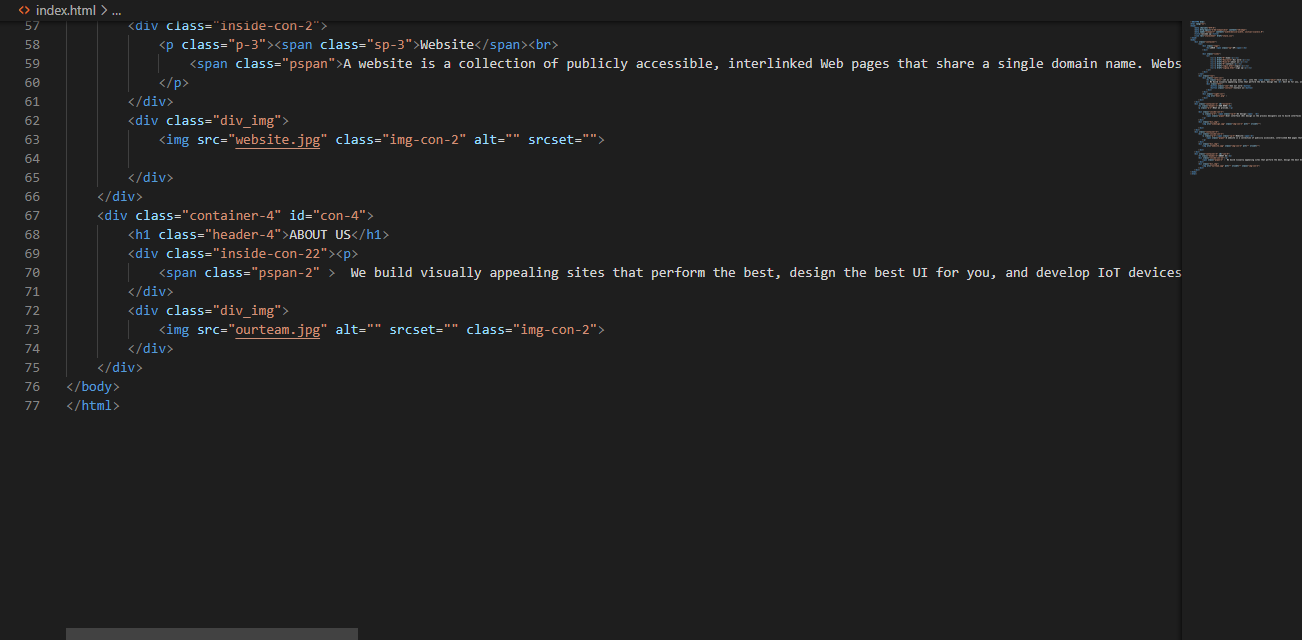 index.html > ...
57 <div class="inside-con-2">
58 <p class="p-3"><span class="sp-3">Website</span><br>
59 <span class="pspan">A website is a collection of publicly accessible, interlinked Web pages that share a single domain name. Webs
60 </p>
61 </div>
62 <div class="div_img">
63 <img src="website.jpg" class="img-con-2" alt="" srcset="">
64
65 </div>
66 </div>
67 <div class="container-4" id="con-4">
68 <h1 class="header-4">ABOUT US</h1>
69 <div class="inside-con-22"><p>
70 <span class="pspan-2" >  We build visually appealing sites that perform the best, design the best UI for you, and develop IoT devices
71 </div>
72 <div class="div_img">
73 <img src="ourteam.jpg" alt="" srcset="" class="img-con-2">
74 </div>
75 </div>
76 </body>
77 </html>